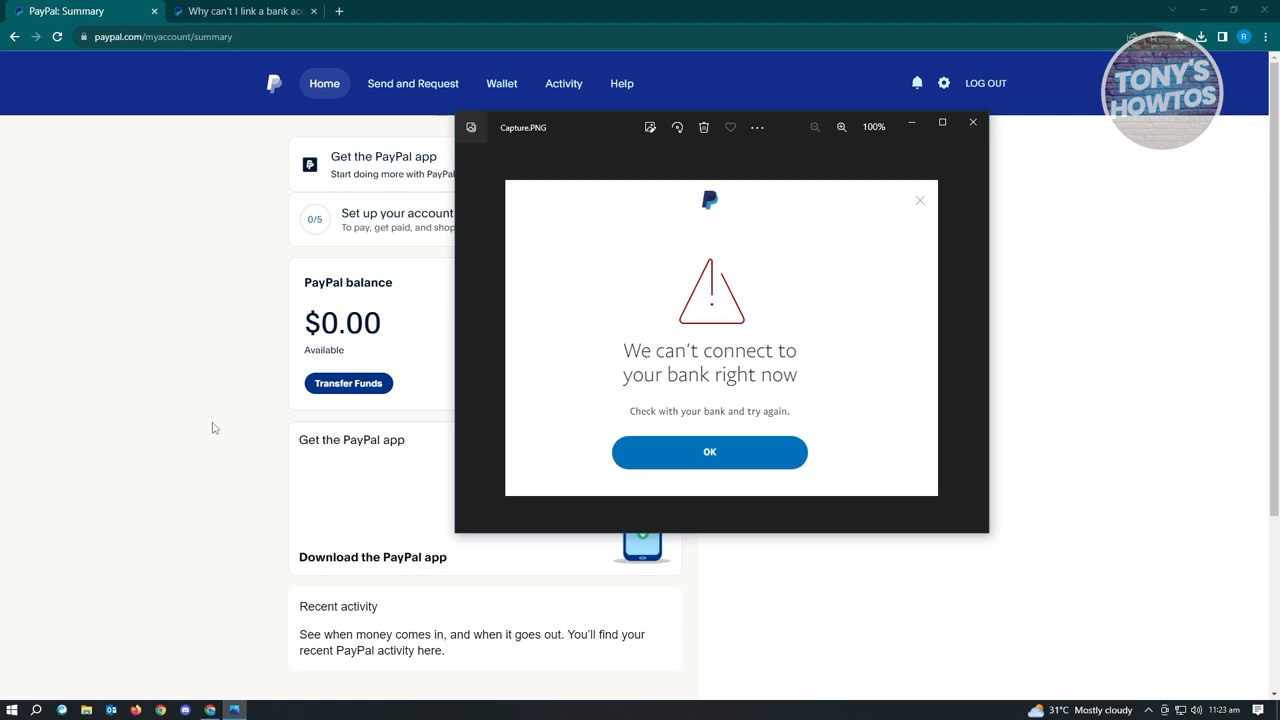 PayPal: Summary
Why can't I link a bank acc
paypal.com/myaccount/summary
R
Home
Send and Request
Wallet
Activity
Help
LOG OUT
TONY'S
HOWTOS
Get the PayPal app
Start doing more with PayPal
0/5
Set up your account
To pay, get paid, and shop
PayPal balance
$0.00
Available
Transfer Funds
Get the PayPal app
Download the PayPal app
Recent activity
See when money comes in, and when it goes out. You'll find your
recent PayPal activity here.
Capture.PNG
100%
We can't connect to
your bank right now
Check with your bank and try again.
OK
31°C Mostly cloudy
11:23 am